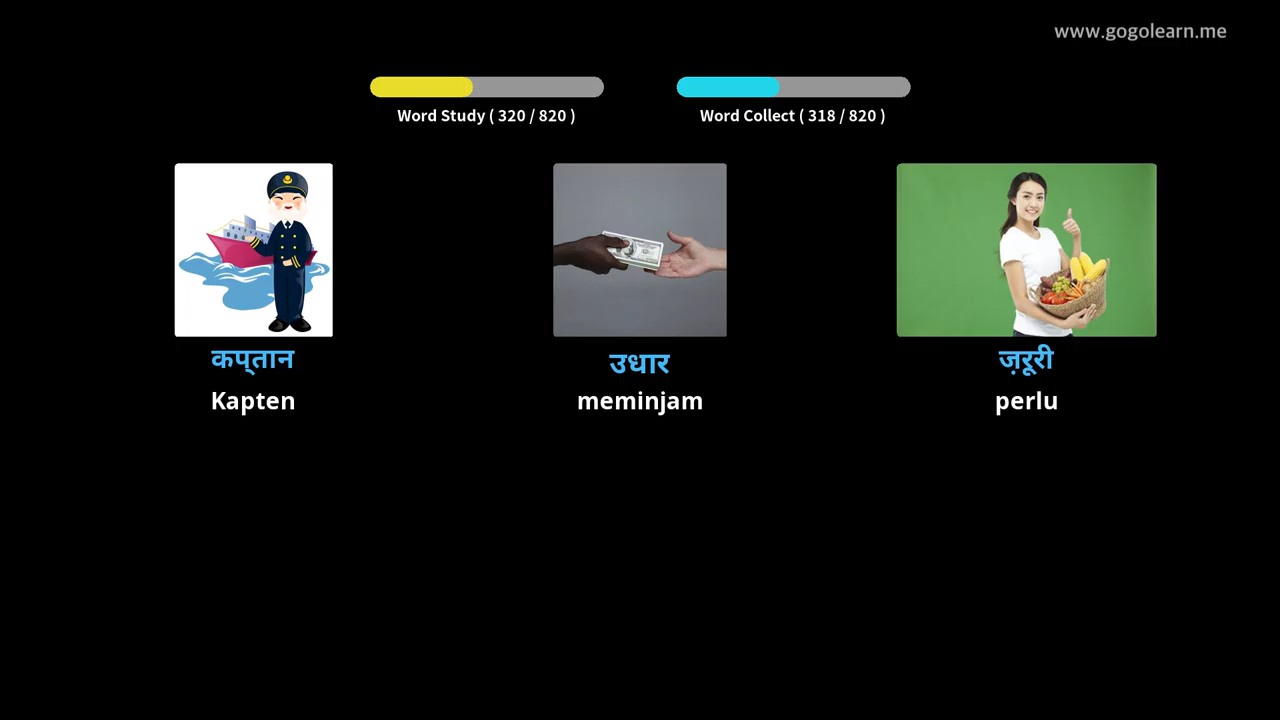 www.gogolearn.me
Word Study ( 320 / 820 )
Word Collect ( 318 / 820 )
कप्तान
उधार
ज़रूरी
Kapten
meminjam
perlu